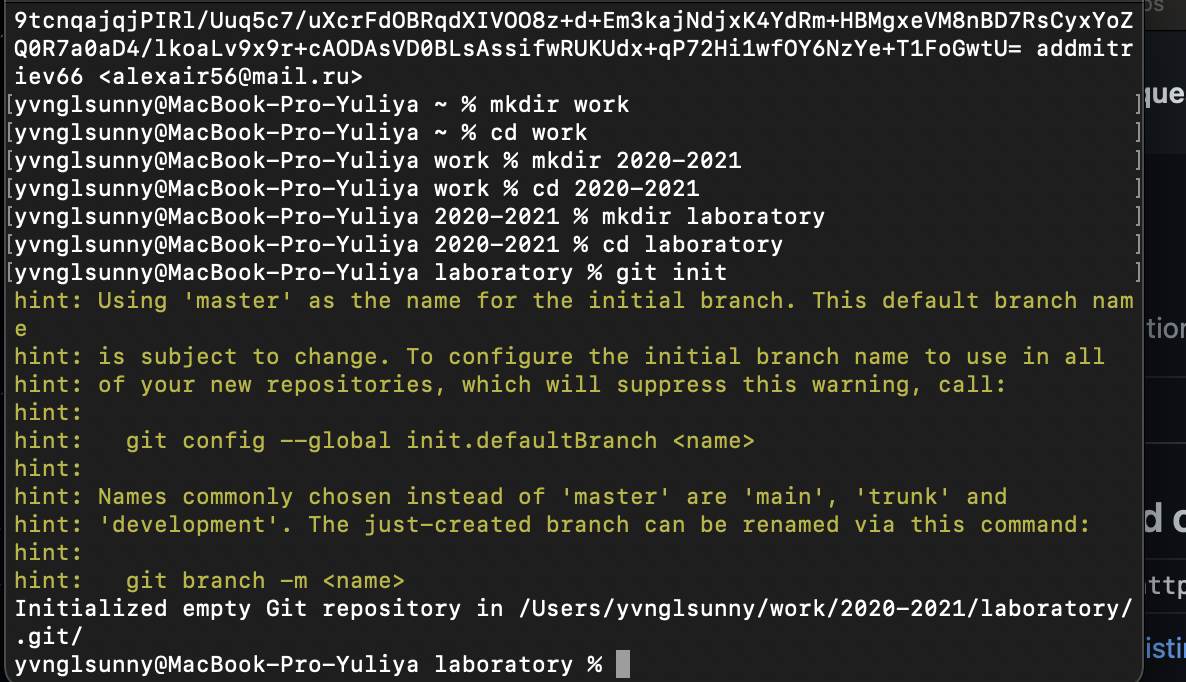 9tcnqajqjPIRl/Uuq5c7/uXcrFdOBRqdXIVOO8z+d+Em3kajNdjxK4YdRm+HBMgxeVM8nBD7RsCyxYoZ
Q0R7a0aD4/lkoaLv9x9r+cAODAsVD0BLsAssifwRUKUdx+qP72Hi1wfOY6NzYe+T1FoGwtU= addmitr
iev66 <alexair56@mail.ru>
[yvnglsunny@MacBook-Pro-Yuliya ~ % mkdir work ]
[yvnglsunny@MacBook-Pro-Yuliya ~ % cd work ]
[yvnglsunny@MacBook-Pro-Yuliya work % mkdir 2020-2021 ]
[yvnglsunny@MacBook-Pro-Yuliya work % cd 2020-2021 ]
[yvnglsunny@MacBook-Pro-Yuliya 2020-2021 % mkdir laboratory ]
[yvnglsunny@MacBook-Pro-Yuliya 2020-2021 % cd laboratory ]
[yvnglsunny@MacBook-Pro-Yuliya laboratory % git init ]
hint: Using 'master' as the name for the initial branch. This default branch nam
e
hint: is subject to change. To configure the initial branch name to use in all
hint: of your new repositories, which will suppress this warning, call:
hint:
hint:   git config --global init.defaultBranch <name>
hint:
hint: Names commonly chosen instead of 'master' are 'main', 'trunk' and
hint: 'development'. The just-created branch can be renamed via this command:
hint:
hint:   git branch -m <name>
Initialized empty Git repository in /Users/yvnglsunny/work/2020-2021/laboratory/
.git/
yvnglsunny@MacBook-Pro-Yuliya laboratory %